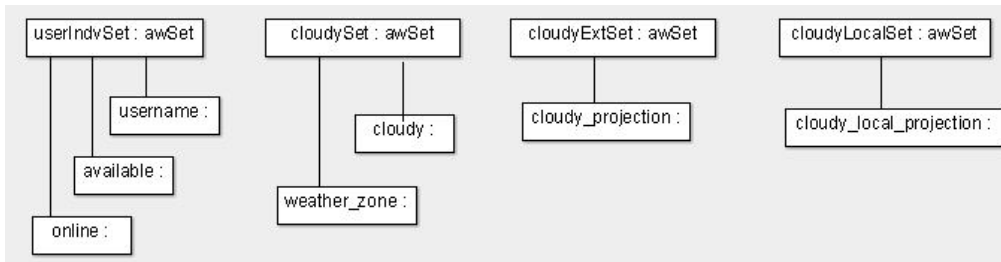 userIndvSet : awSet
cloudySet : awSet
cloudyExtSet : awSet
cloudyLocalSet : awSet
username :
cloudy_projection :
cloudy :
cloudy_local_projection :
available :
weather_zone :
online :